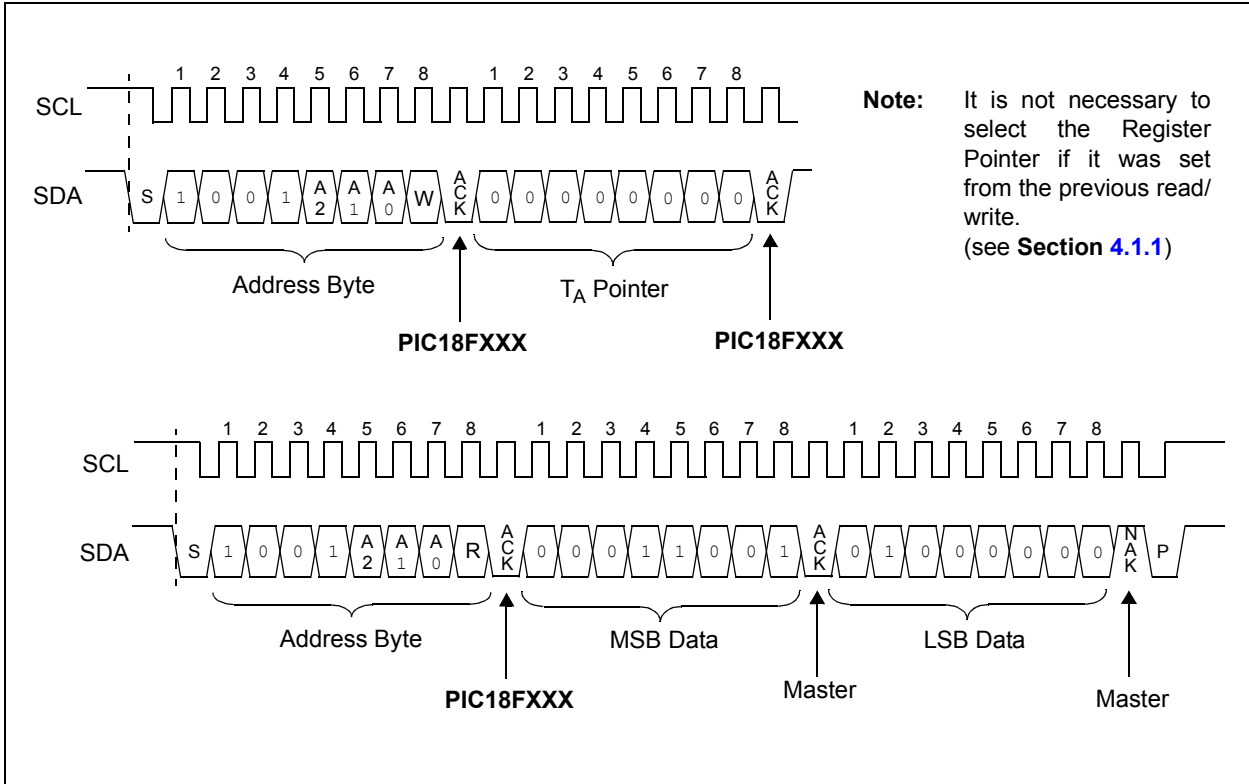 1 2 3 4 5 6 7 8 1 2 3 4 5 6 7 8
SCL
SDA
S 1 0 0 1 A2 A1 A0 W ACK 0 0 0 0 0 0 0 0 ACK
Address Byte
TA Pointer
PIC18FXXX
PIC18FXXX
Note: It is not necessary to
select the Register
Pointer if it was set
from the previous read/
write.
(see Section 4.1.1)
1 2 3 4 5 6 7 8 1 2 3 4 5 6 7 8 1 2 3 4 5 6 7 8
SCL
SDA
S 1 0 0 1 A2 A1 A0 R ACK 0 0 0 1 1 0 0 1 ACK 0 1 0 0 0 0 0 0 NAK P
Address Byte
MSB Data
LSB Data
PIC18FXXX
Master
Master